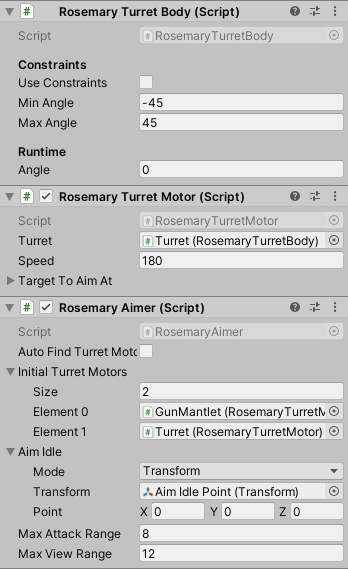 # Rosemary Turret Body (Script)
Script # RosemaryTurretBody
Constraints
Use Constraints
Min Angle -45
Max Angle 45
Runtime
Angle 0
# Rosemary Turret Motor (Script)
Script # RosemaryTurretMotor
Turret # Turret (RosemaryTurretBody)
Speed 180
Target To Aim At
# Rosemary Aimer (Script)
Script # RosemaryAimer
Auto Find Turret Moto
Initial Turret Motors
Size 2
Element 0 # GunMantlet (RosemaryTurretM
Element 1 # Turret (RosemaryTurretMotor)
Aim Idle
Mode Transform
Transform Aim Idle Point (Transform)
Point X 0 Y 0 Z 0
Max Attack Range 8
Max View Range 12